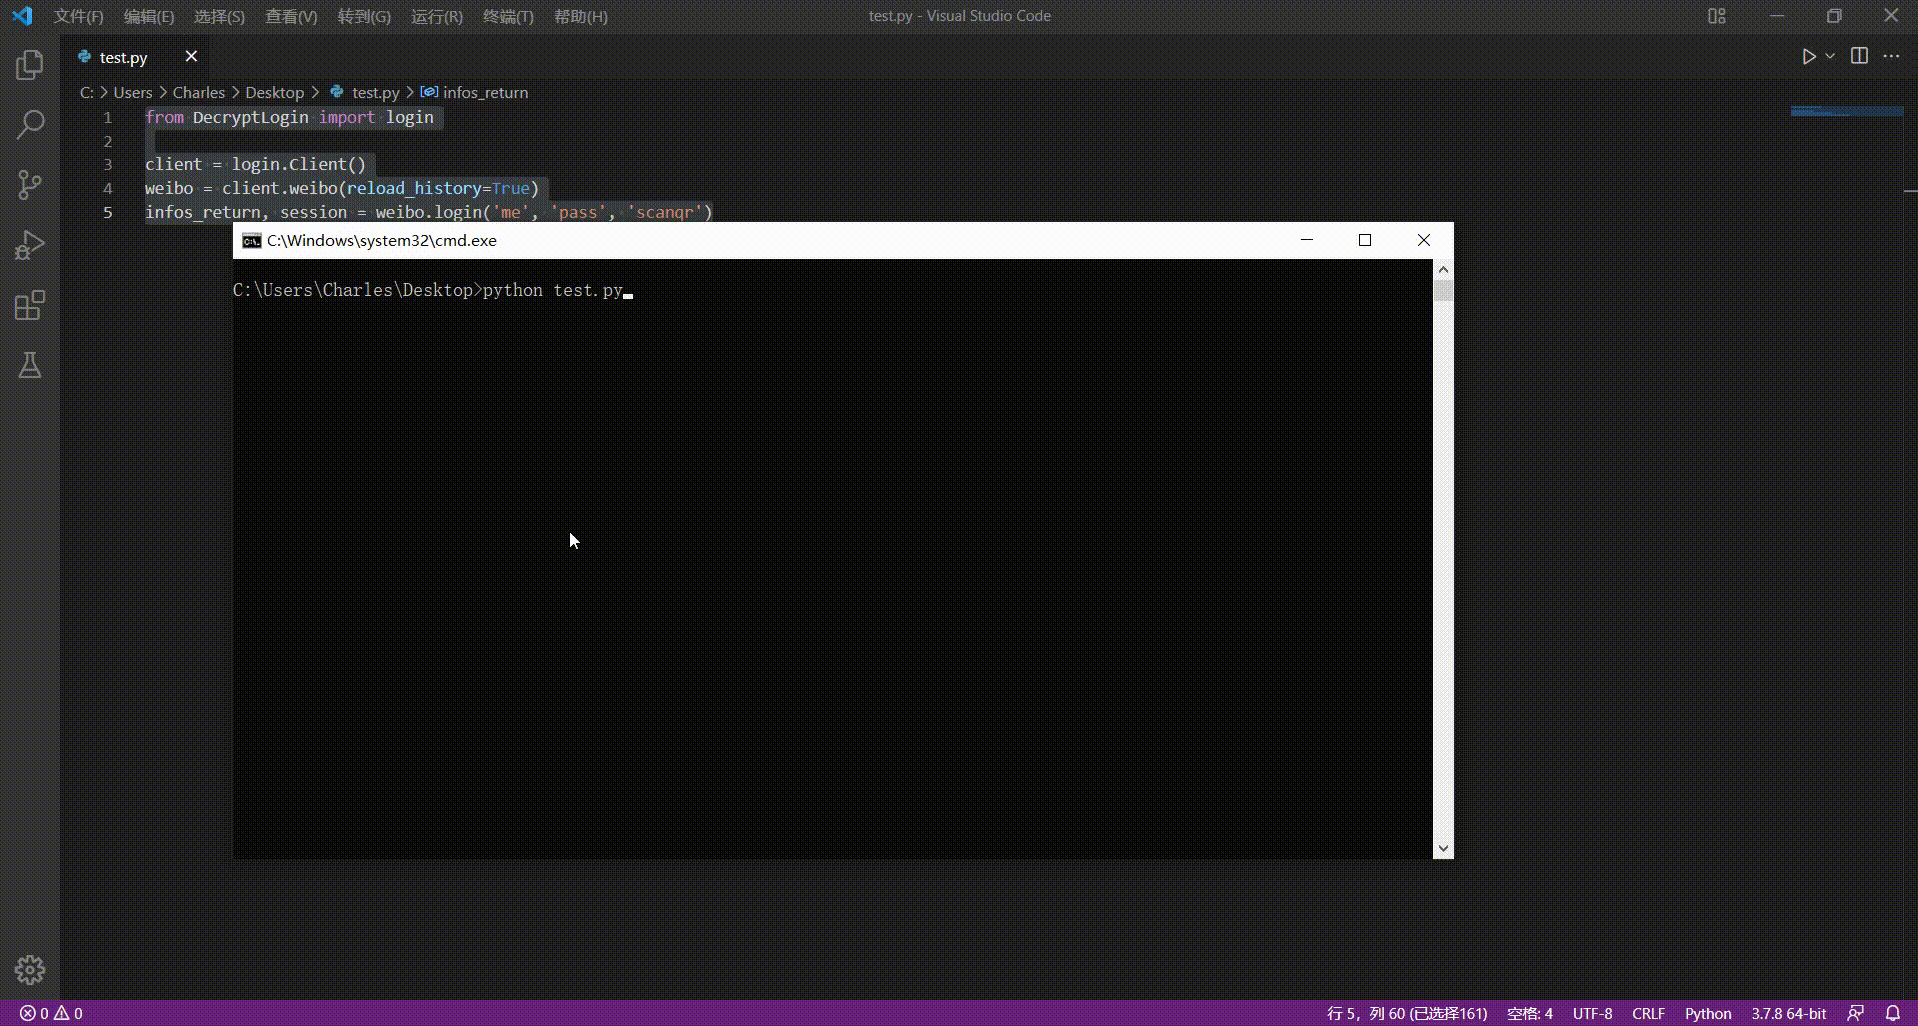 文件(F) 编辑(E) 选择(S) 查看(V) 转到(G) 运行(R) 终端(T) 帮助(H) test.py - Visual Studio Code
test.py
C: > Users > Charles > Desktop > test.py > infos_return
1 from DecryptLogin import login
2
3 client = login.Client()
4 weibo = client.weibo(reload_history=True)
5 infos_return, session = weibo.login('me', 'pass', 'scanqr')
C:\Windows\system32\cmd.exe
C:\Users\Charles\Desktop>python test.py
0 0 行 5，列 60 (已选择161) 空格: 4 UTF-8 CRLF Python 3.7.8 64-bit